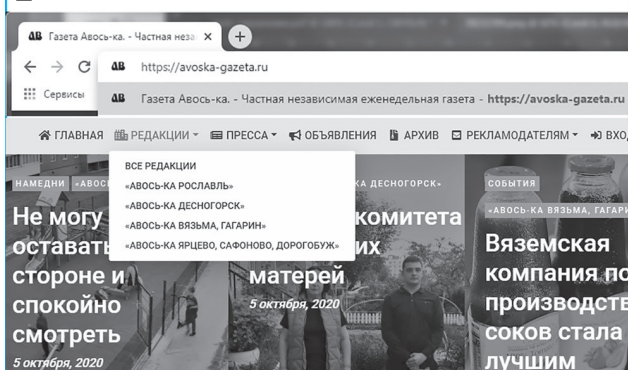 АВ Газета Авось-ка. - Частная неза × +
АВ https://avoska-gazeta.ru
Сервисы
АВ Газета Авось-ка. - Частная независимая еженедельная газета - https://avoska-gazeta.ru
ГЛАВНАЯ РЕДАКЦИИ ПРЕССА ОБЪЯВЛЕНИЯ АРХИВ РЕКЛАМОДАТЕЛЯМ ВХО
ВСЕ РЕДАКЦИИ
«АВОСЬ-КА РОСЛАВЛЬ»
«АВОСЬ-КА ДЕСНОГОРСК»
«АВОСЬ-КА ВЯЗЬМА, ГАГАРИН»
«АВОСЬ-КА ЯРЦЕВО, САФОНОВО, ДОРОГОБУЖ»
НАМЕДНИ «АВОС
Не могу
оставать
стороне и
спокойно
смотреть
5 октября, 2020
КА ДЕСНОГОРСК»
комитета
их
матерей
5 октября, 2020
СОБЫТИЯ
«АВОСЬ-КА ВЯЗЬМА, ГАГАРИ
Вяземская
компания по
производств
соков стала
лучшим